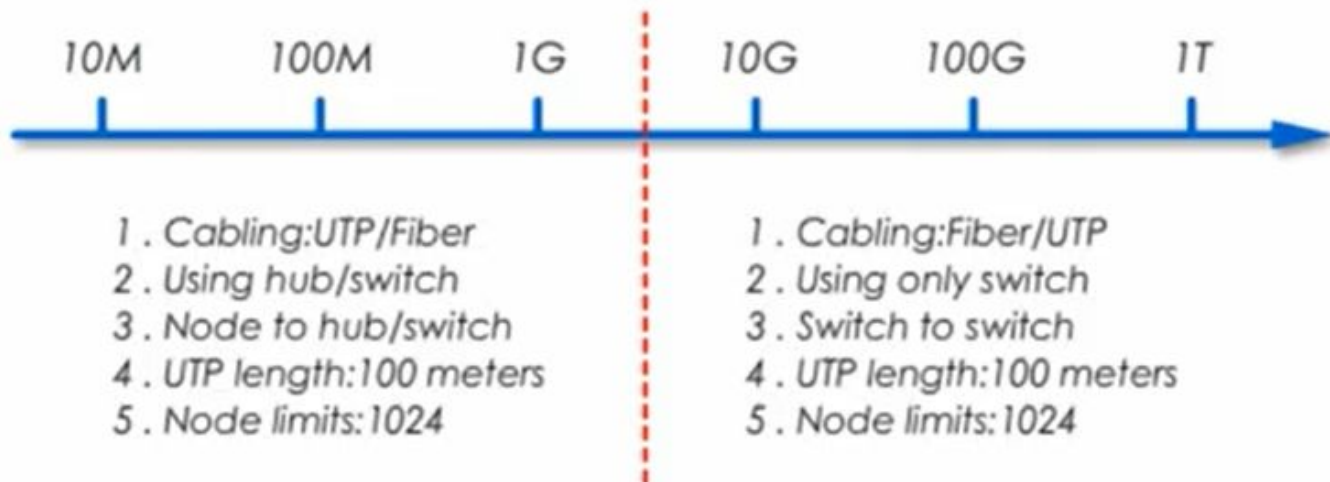 10M 100M 1G 10G 100G 1T
1 . Cabling:UTP/Fiber
2 . Using hub/switch
3 . Node to hub/switch
4 . UTP length:100 meters
5 . Node limits:1024
1 . Cabling:Fiber/UTP
2 . Using only switch
3 . Switch to switch
4 . UTP length:100 meters
5 . Node limits:1024